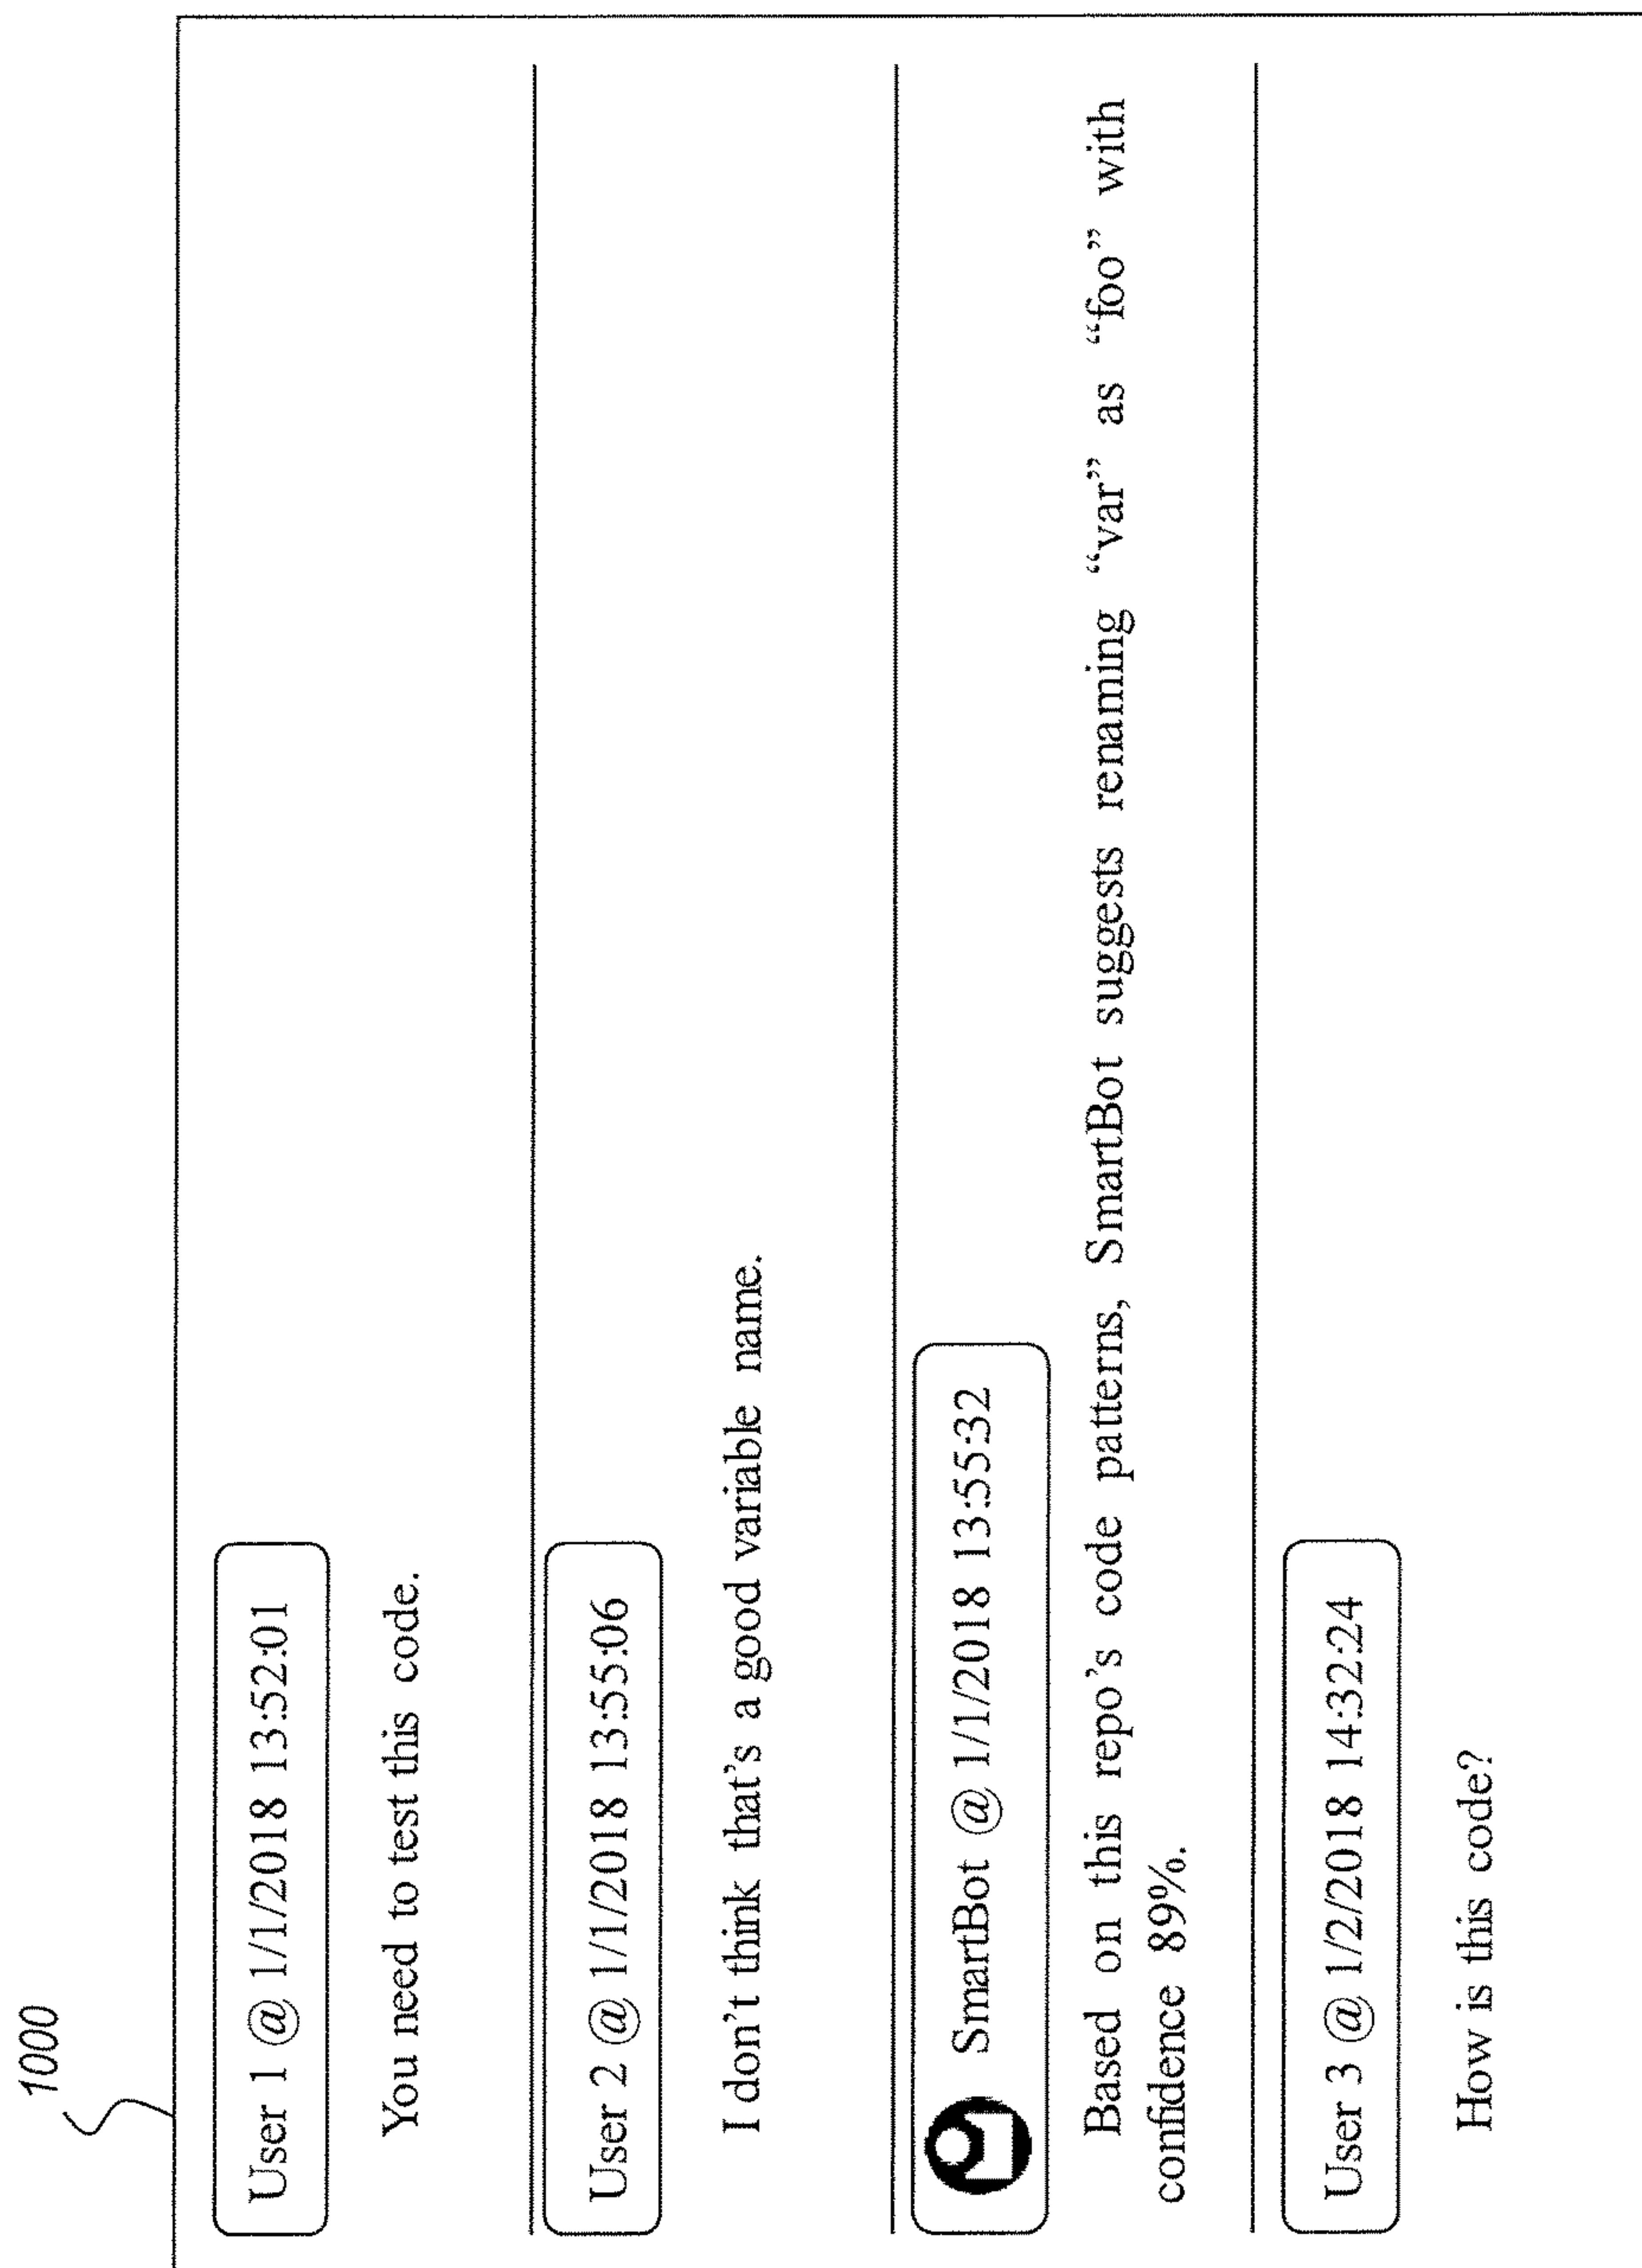 1000
User 1 @ 1/1/2018 13:52:01
You need to test this code.
User 2 @ 1/1/2018 13:55:06
I don't think that's a good variable name.
SmartBot @ 1/1/2018 13:55:32
Based on this repo's code patterns, SmartBot suggests renaming “var” as “foo” with
confidence 89%.
User 3 @ 1/2/2018 14:32:24
How is this code?